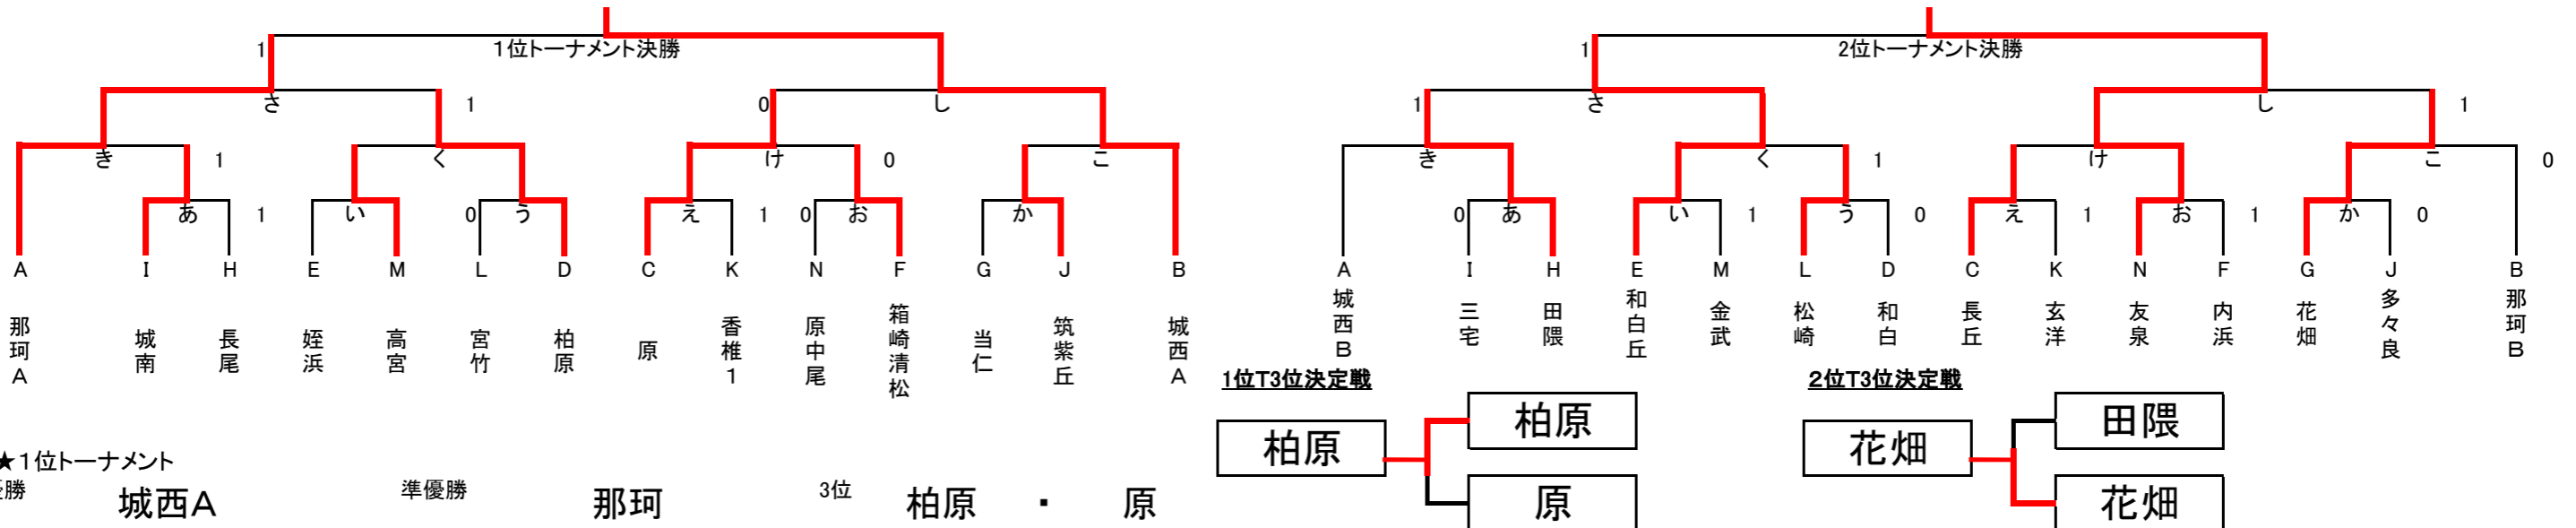 1 1位トーナメント決勝 1 2位トーナメント決勝
さ 1 0 し 1 さ し 1
き 1 く け 0 こ き く 1 け こ 0
あ 1 い 0 う え 1 0 お か 0 あ い 1 う 0 え 1 お 1 か 0
A I H E M L D C K N F G J B A I H E M L D C K N F G J B
那珂A 城南 長尾 姪浜 高宮 宮竹 柏原 原 香椎1 原中尾 箱崎清松 当仁 筑紫丘 城西A 城西B 三宅 田隈 和白丘 金武 松崎 和白 長丘 玄洋 友泉 内浜 花畑 多々良 那珂B
1位T3位決定戦 2位T3位決定戦
柏原 柏原 原
花畑 田隈 花畑
★1位トーナメント
勝 城西A 準優勝 那珂 3位 柏原 ・ 原